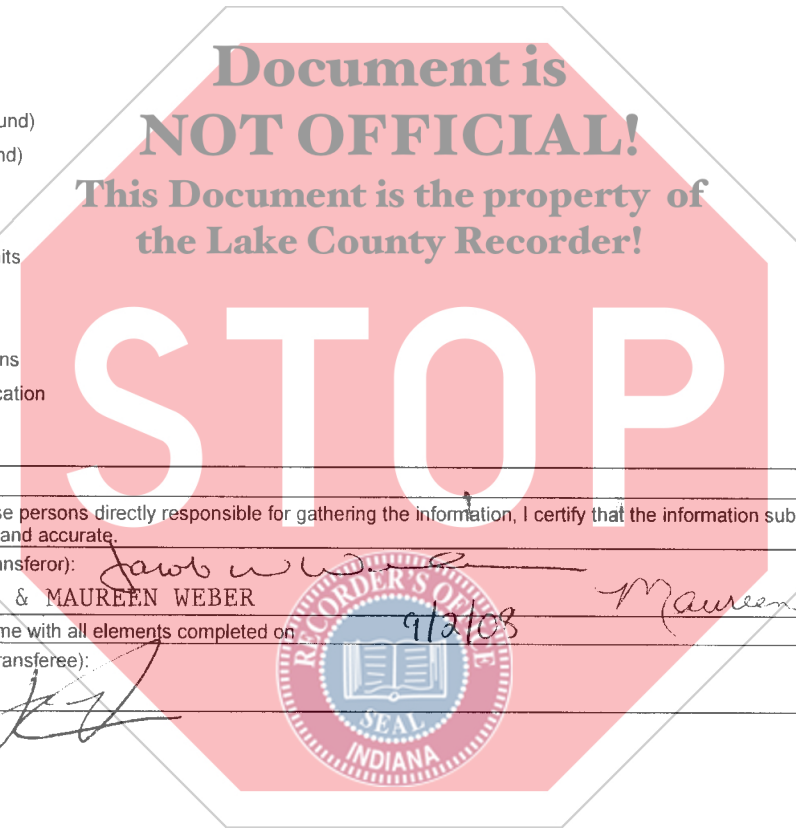 Document is
NOT OFFICIAL!
und)
nd)
This Document is the property of
the Lake County Recorder!
its
STOP
ns
cation
se persons directly responsible for gathering the information, I certify that the information sub
and accurate.
ansferor): Jacob W
& MAUREEN WEBER
Maureen
me with all elements completed on 9/2/08
ransferee):
RECORDER'S OFFICE
SEAL
INDIANA